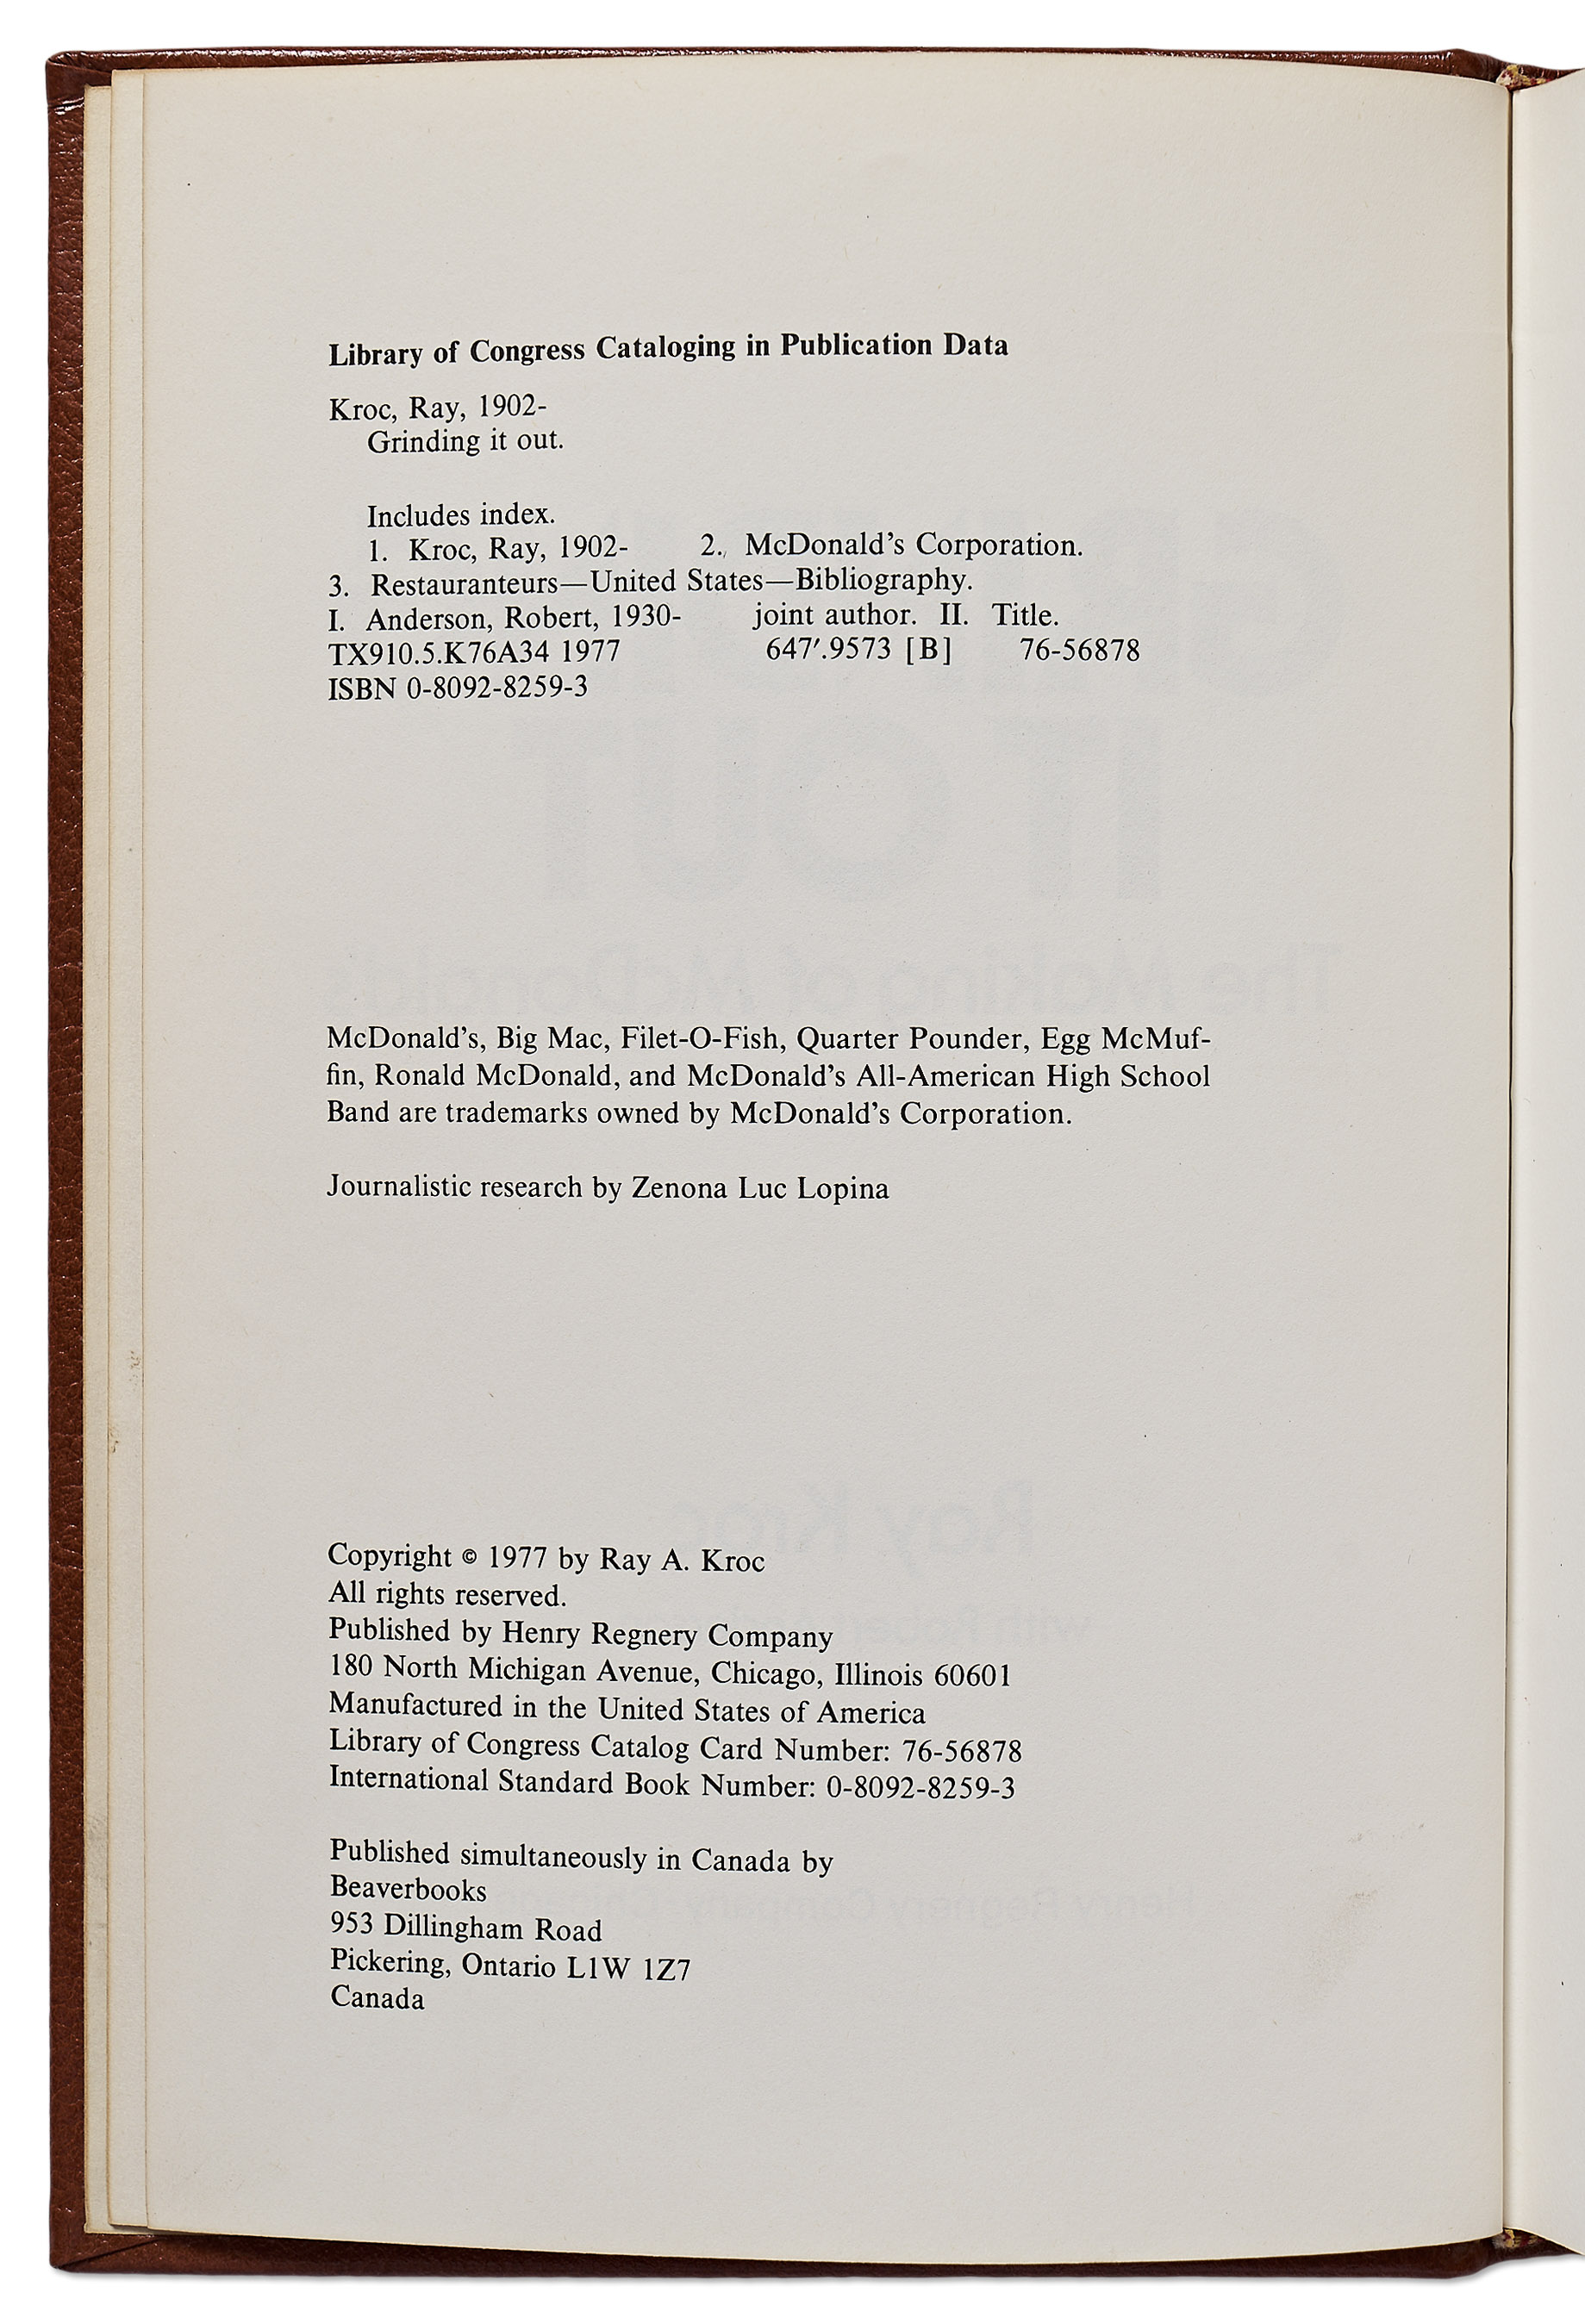 Library of Congress Cataloging in Publication Data
Kroc, Ray, 1902-
Grinding it out.
Includes index.
1. Kroc, Ray, 1902- 2. McDonald’s Corporation.
3. Restauranteurs—United States—Bibliography.
I. Anderson, Robert, 1930- joint author. II. Title.
TX910.5.K76A34 1977 647′.9573 [B] 76-56878
ISBN 0-8092-8259-3
McDonald’s, Big Mac, Filet-O-Fish, Quarter Pounder, Egg McMuf-
fin, Ronald McDonald, and McDonald’s All-American High School
Band are trademarks owned by McDonald’s Corporation.
Journalistic research by Zenona Luc Lopina
Copyright © 1977 by Ray A. Kroc
All rights reserved.
Published by Henry Regnery Company
180 North Michigan Avenue, Chicago, Illinois 60601
Manufactured in the United States of America
Library of Congress Catalog Card Number: 76-56878
International Standard Book Number: 0-8092-8259-3
Published simultaneously in Canada by
Beaverbooks
953 Dillingham Road
Pickering, Ontario L1W 1Z7
Canada